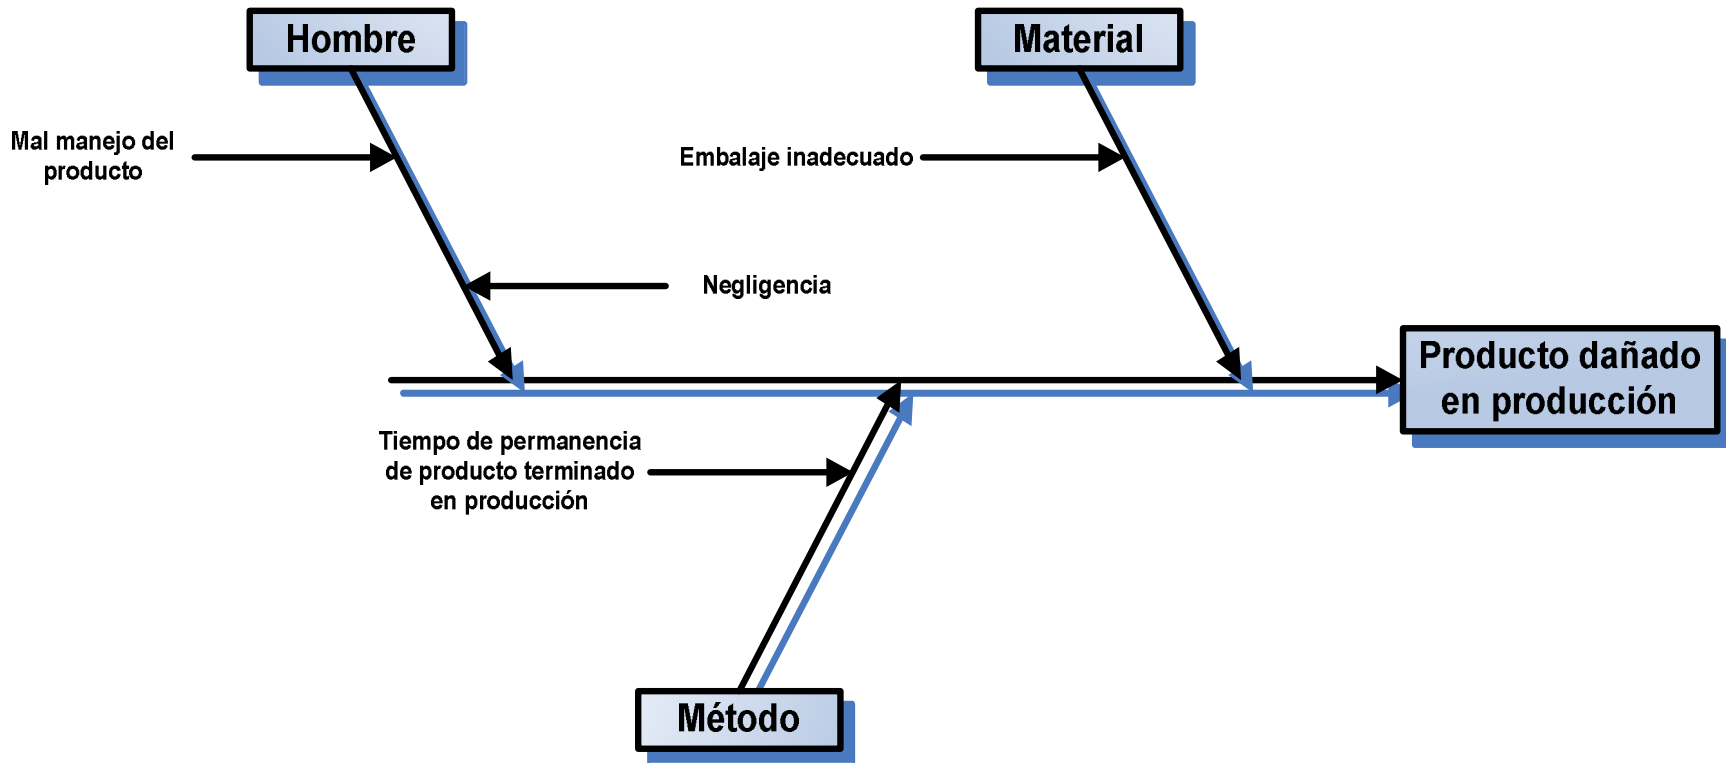 Hombre
Material
Mal manejo del
producto
Embalaje inadecuado
Negligencia
Producto dañado
en producción
Tiempo de permanencia
de producto terminado
en producción
Método